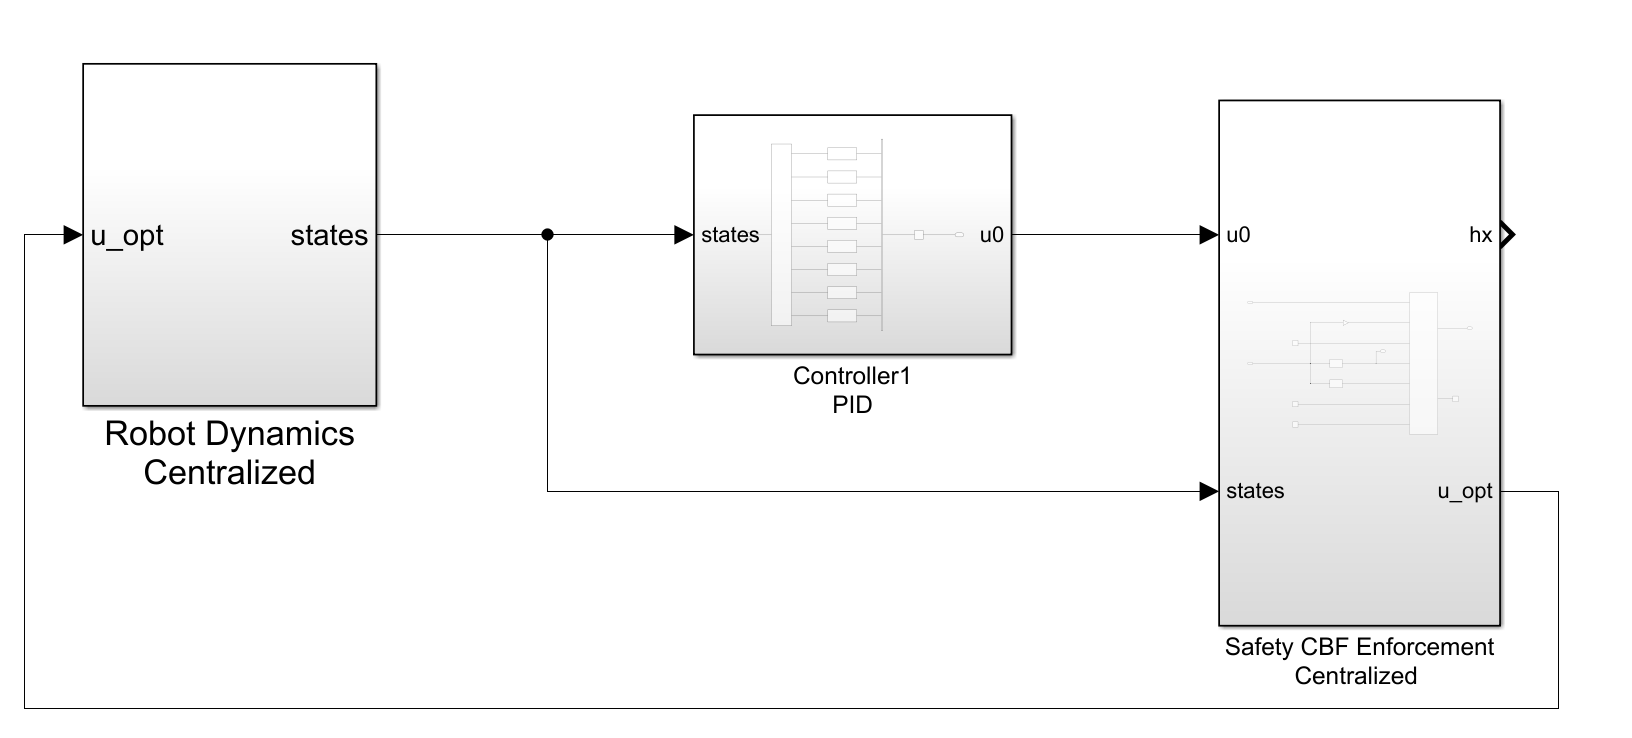 u_opt
states
Robot Dynamics
Centralized
states
u0
Controller1
PID
u0
hx
states
u_opt
Safety CBF Enforcement
Centralized